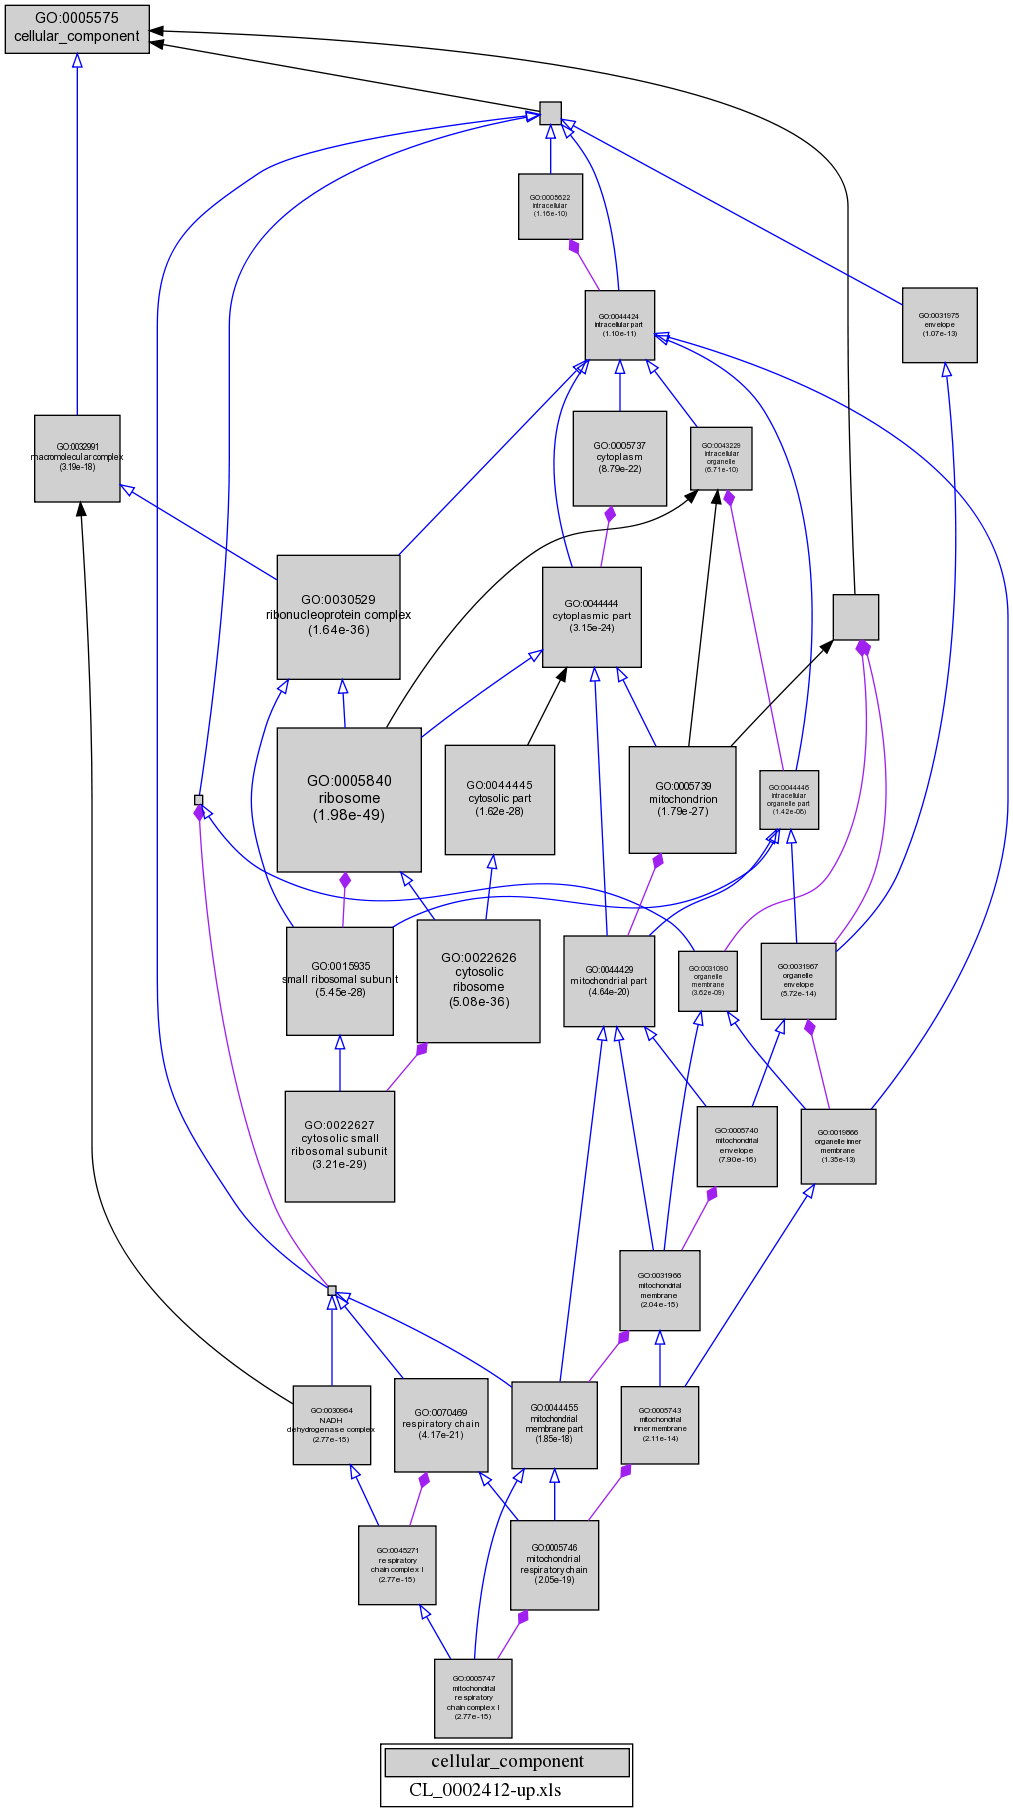 GO:0005575
cellular_component
GO:0005622
intracellular
(1.16e-10)
GO:0044424
intracellular part
(1.10e-11)
GO:0031975
envelope
(1.07e-13)
GO:0032991
macromolecular complex
(3.19e-18)
GO:0005737
cytoplasm
(8.79e-22)
GO:0043229
intracellular
organelle
(6.71e-10)
GO:0030529
ribonucleoprotein complex
(1.64e-36)
GO:0044444
cytoplasmic part
(3.15e-24)
GO:0005840
ribosome
(1.98e-49)
GO:0044445
cytosolic part
(1.62e-28)
GO:0005739
mitochondrion
(1.79e-27)
GO:0044446
intracellular
organelle part
(1.42e-08)
GO:0015935
small ribosomal subunit
(5.45e-28)
GO:0022626
cytosolic
ribosome
(5.08e-36)
GO:0044429
mitochondrial part
(4.64e-20)
GO:0031090
organelle
membrane
(3.62e-09)
GO:0031967
organelle
envelope
(5.72e-14)
GO:0022627
cytosolic small
ribosomal subunit
(3.21e-29)
GO:0005740
mitochondrial
envelope
(7.90e-16)
GO:0019866
organelle inner
membrane
(1.35e-13)
GO:0031966
mitochondrial
membrane
(2.04e-15)
GO:0030964
NADH
dehydrogenase complex
(2.77e-15)
GO:0070469
respiratory chain
(4.17e-21)
GO:0044455
mitochondrial
membrane part
(1.85e-18)
GO:0005743
mitochondrial
inner membrane
(2.11e-14)
GO:0045271
respiratory
chain complex I
(2.77e-15)
GO:0005746
mitochondrial
respiratory chain
(2.05e-19)
GO:0005747
mitochondrial
respiratory
chain complex I
(2.77e-15)
cellular_component
CL_0002412-up.xls